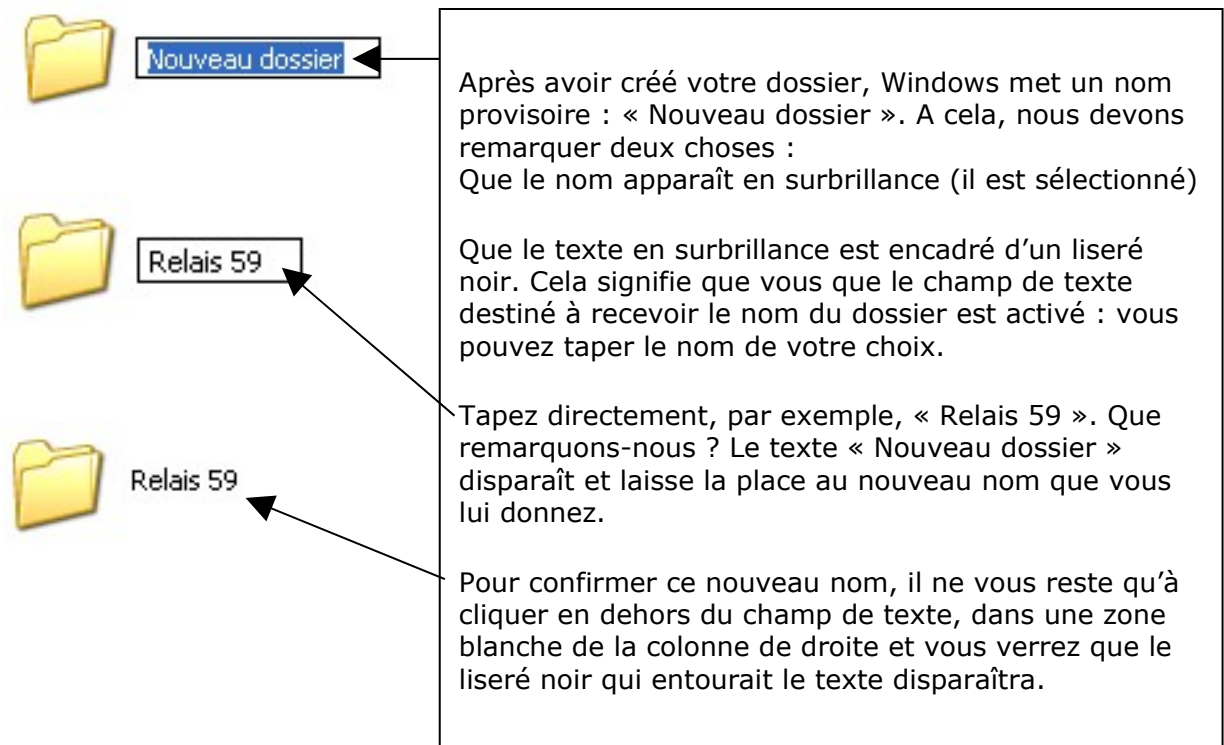 Nouveau dossier
Après avoir créé votre dossier, Windows met un nom
provisoire : « Nouveau dossier ». A cela, nous devons
remarquer deux choses :
Que le nom apparaît en surbrillance (il est sélectionné)
Que le texte en surbrillance est encadré d’un liseré
noir. Cela signifie que vous que le champ de texte
destiné à recevoir le nom du dossier est activé : vous
pouvez taper le nom de votre choix.
Relais 59
Tapez directement, par exemple, « Relais 59 ». Que
remarquons-nous ? Le texte « Nouveau dossier »
disparaît et laisse la place au nouveau nom que vous
lui donnez.
Relais 59
Pour confirmer ce nouveau nom, il ne vous reste qu’à
cliquer en dehors du champ de texte, dans une zone
blanche de la colonne de droite et vous verrez que le
liseré noir qui entourait le texte disparaîtra.